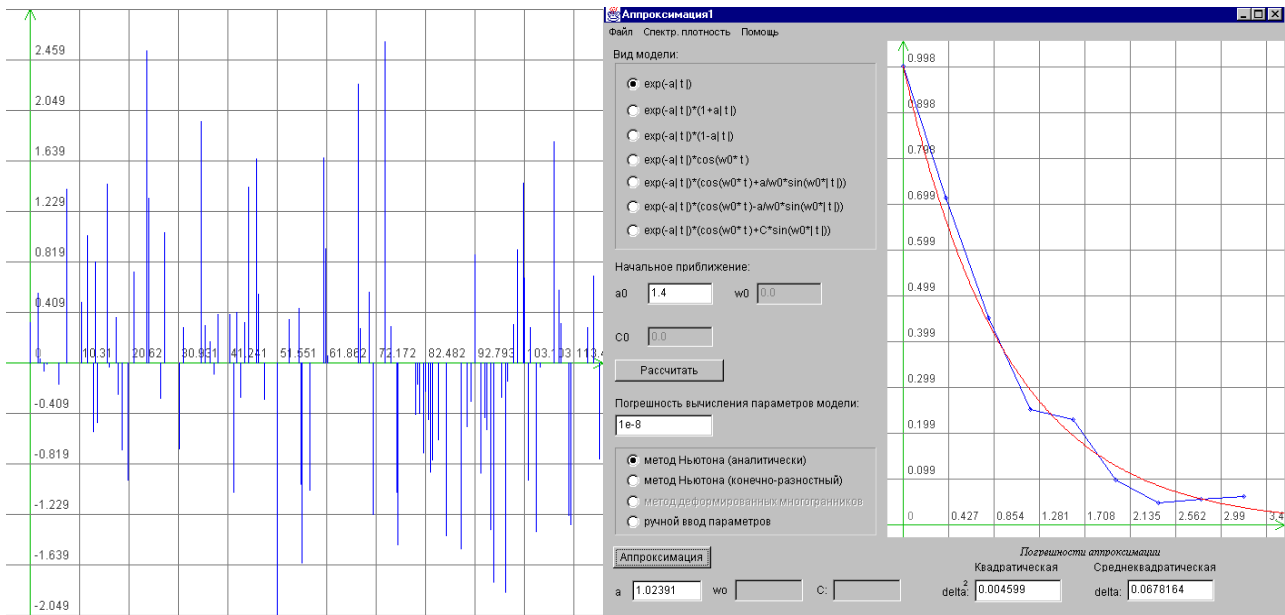 2.459
2.049
1.639
1.229
0.819
0.409
0 10.31 20.62 30.931 41.241 51.551 61.862 72.172 82.482 92.793 103.103 113.4
-0.409
-0.819
-1.229
-1.639
-2.049
Аппроксимация1
Файл Спектр. плотность Помощь
Вид модели:
exp(-a| t |)
exp(-a| t |)*(1+a| t |)
exp(-a| t |)*(1-a| t |)
exp(-a| t |)*cos(w0* t )
exp(-a| t |)*(cos(w0* t )+a/w0*sin(w0*| t |))
exp(-a| t |)*(cos(w0* t )-a/w0*sin(w0*| t |))
exp(-a| t |)*(cos(w0* t )+C*sin(w0*| t |))
Начальное приближение:
a0 1.4 w0 0.0
C0 0.0
Рассчитать
Погрешность вычисления параметров модели:
1e-8
метод Ньютона (аналитически)
метод Ньютона (конечно-разностный)
метод деформированных многогранников
ручной ввод параметров
Аппроксимация
a 1.02391 wo C:
0.998
0.898
0.798
0.699
0.599
0.499
0.399
0.299
0.199
0.099
0 0.427 0.854 1.281 1.708 2.135 2.562 2.99 3.4
Погрешности аппроксимации
Квадратическая Среднеквадратическая
delta:² 0.004599 delta: 0.0678164